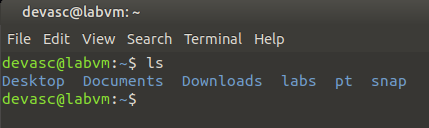 devasc@labvm: ~
File Edit View Search Terminal Help
devasc@labvm:~$ ls
Desktop Documents Downloads labs pt snap
devasc@labvm:~$